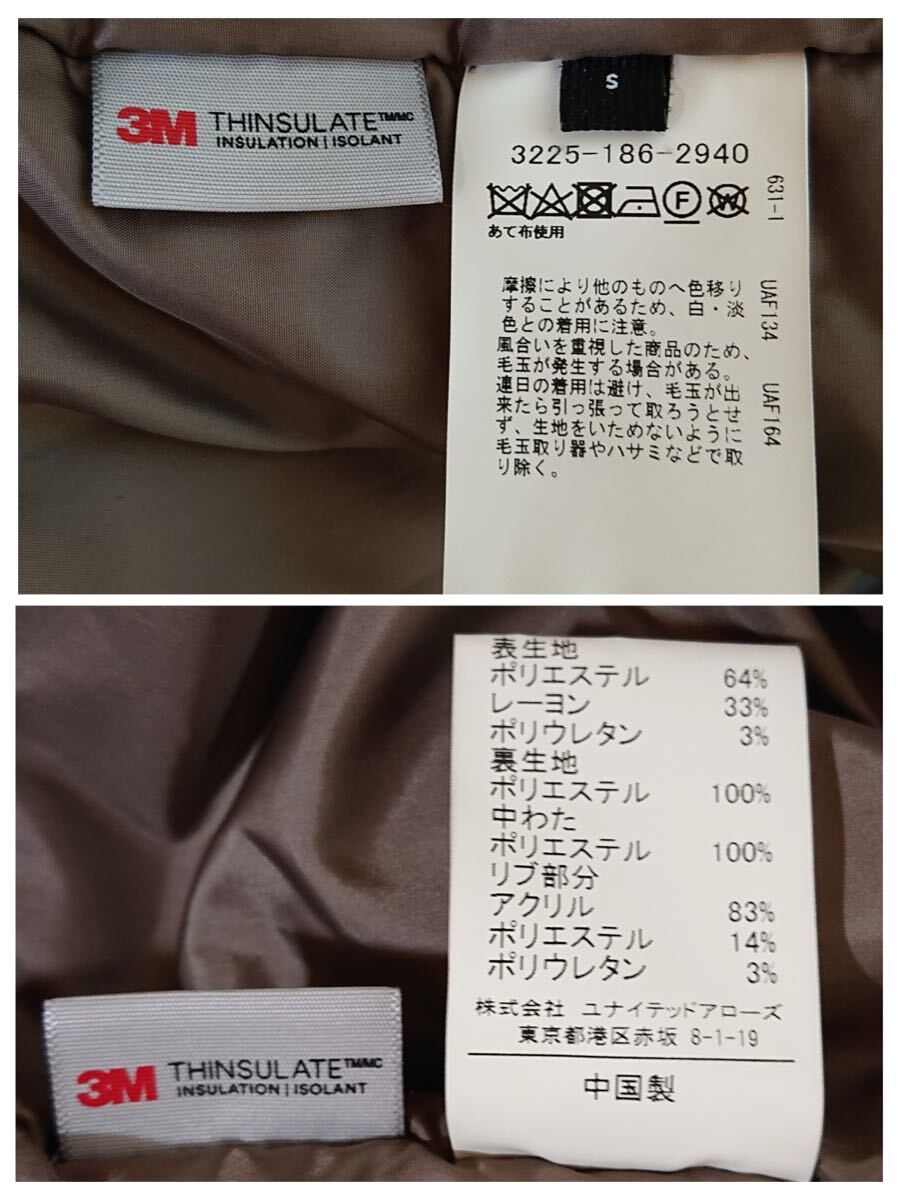 3M THINSULATE™/MC
INSULATION | ISOLANT
S
3225-186-2940
F
W
あて布使用
摩擦により他のものへ色移り
することがあるため、白・淡
色との着用に注意。
風合いを重視した商品のため、
毛玉が発生する場合がある。
連日の着用は避け、毛玉が出
来たら引っ張って取ろうとせ
ず、生地をいためないように
毛玉取り器やハサミなどで取
り除く。
631-1
UAF134
UAF164
表生地
ポリエステル 64%
レーヨン 33%
ポリウレタン 3%
裏生地
ポリエステル 100%
中わた
ポリエステル 100%
リブ部分
アクリル 83%
ポリエステル 14%
ポリウレタン 3%
株式会社 ユナイテッドアローズ
東京都港区赤坂 8-1-19
中国製
3M THINSULATE™/MC
INSULATION | ISOLANT